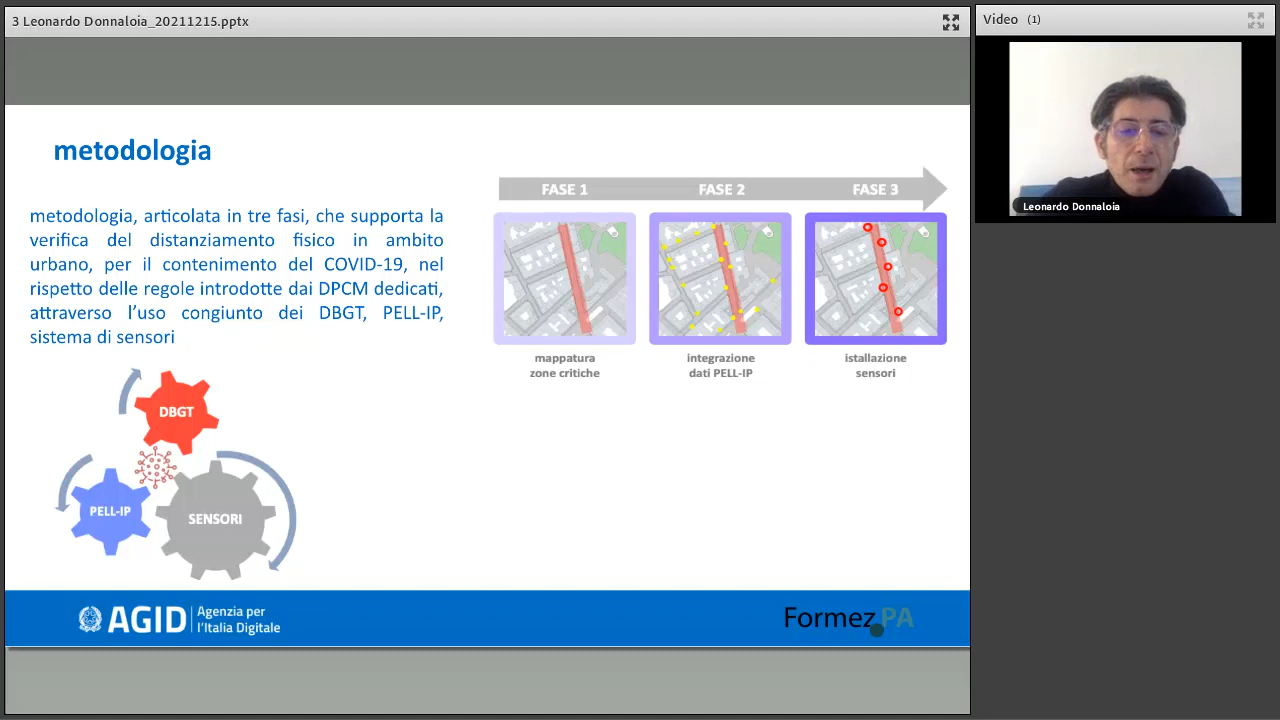 3 Leonardo Donnaloia_20211215.pptx
Video (1)
Leonardo Donnaloia
metodologia
metodologia, articolata in tre fasi, che supporta la
verifica del distanziamento fisico in ambito
urbano, per il contenimento del COVID-19, nel
rispetto delle regole introdotte dai DPCM dedicati,
attraverso l'uso congiunto dei DBGT, PELL-IP,
sistema di sensori
FASE 1
FASE 2
FASE 3
mappatura
zone critiche
integrazione
dati PELL-IP
istallazione
sensori
DBGT
PELL-IP
SENSORI
AGID
Agenzia per
l'Italia Digitale
Formez PA